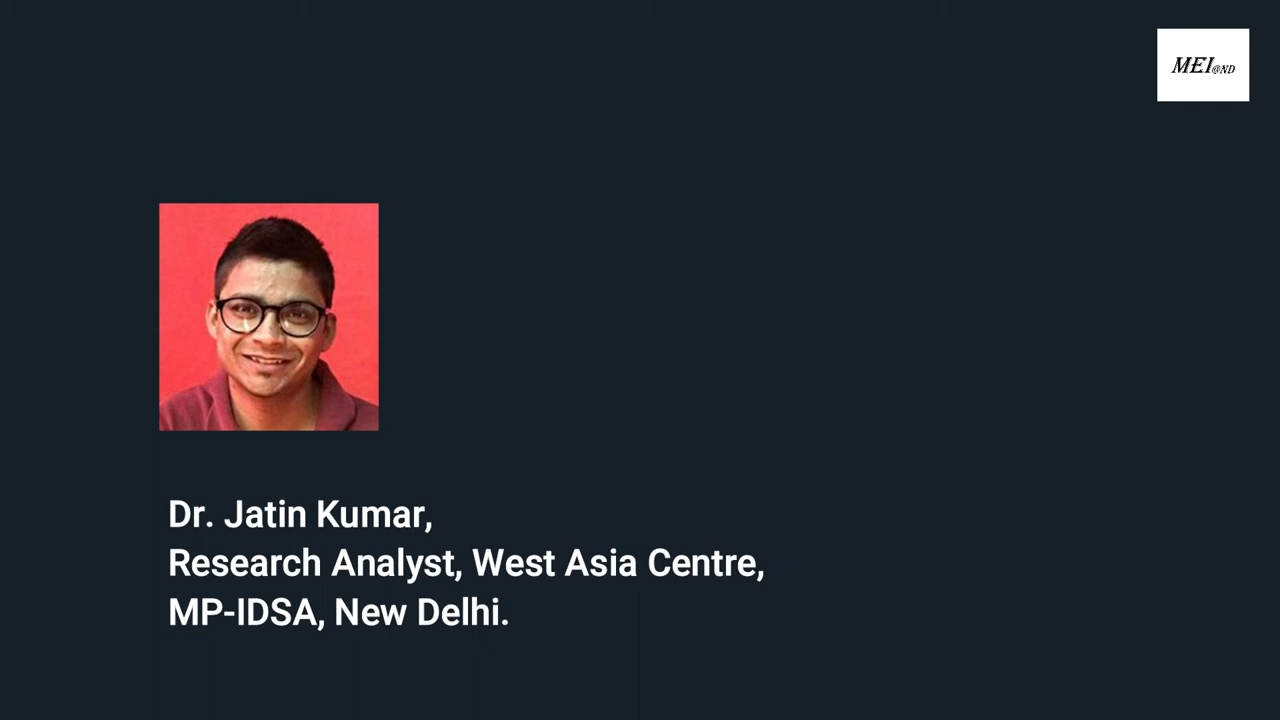 MEI@ND
Dr. Jatin Kumar,
Research Analyst, West Asia Centre,
MP-IDSA, New Delhi.